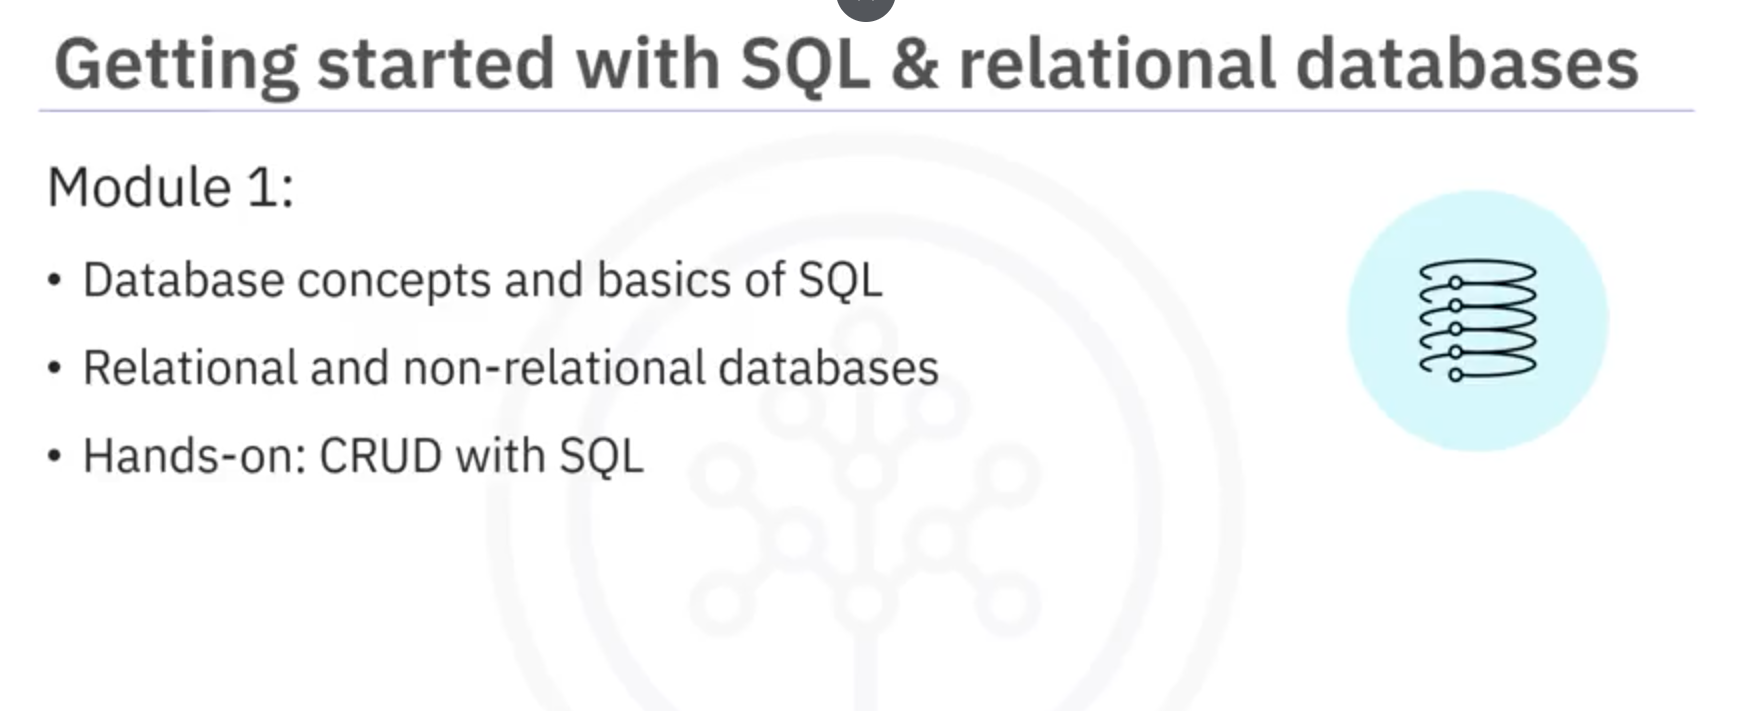 Getting started with SQL & relational databases
Module 1:
• Database concepts and basics of SQL
• Relational and non-relational databases
• Hands-on: CRUD with SQL